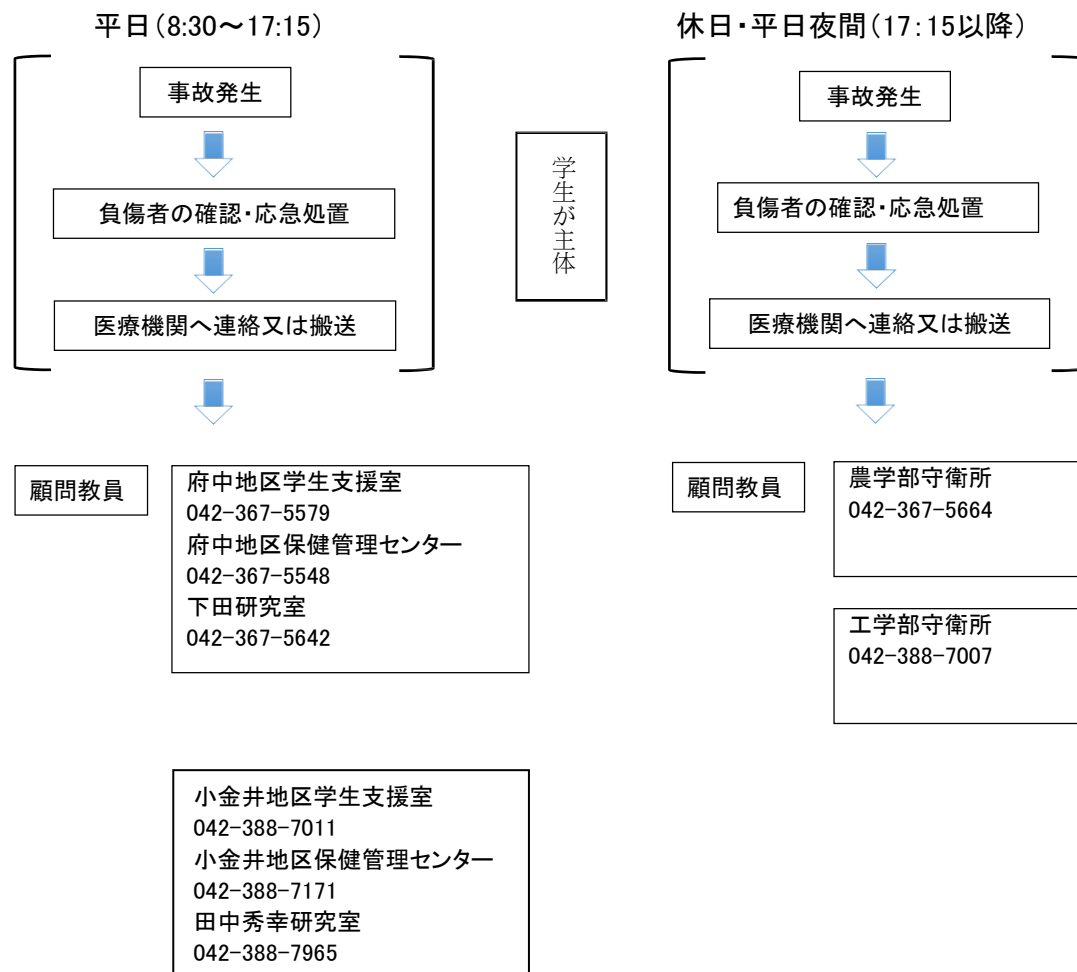 平日(8:30～17:15)
事故発生
負傷者の確認・応急処置
医療機関へ連絡又は搬送
顧問教員
府中地区学生支援室
042-367-5579
府中地区保健管理センター
042-367-5548
下田研究室
042-367-5642
小金井地区学生支援室
042-388-7011
小金井地区保健管理センター
042-388-7171
田中秀幸研究室
042-388-7965
学生が主体
休日・平日夜間(17:15以降)
事故発生
負傷者の確認・応急処置
医療機関へ連絡又は搬送
顧問教員
農学部守衛所
042-367-5664
工学部守衛所
042-388-7007